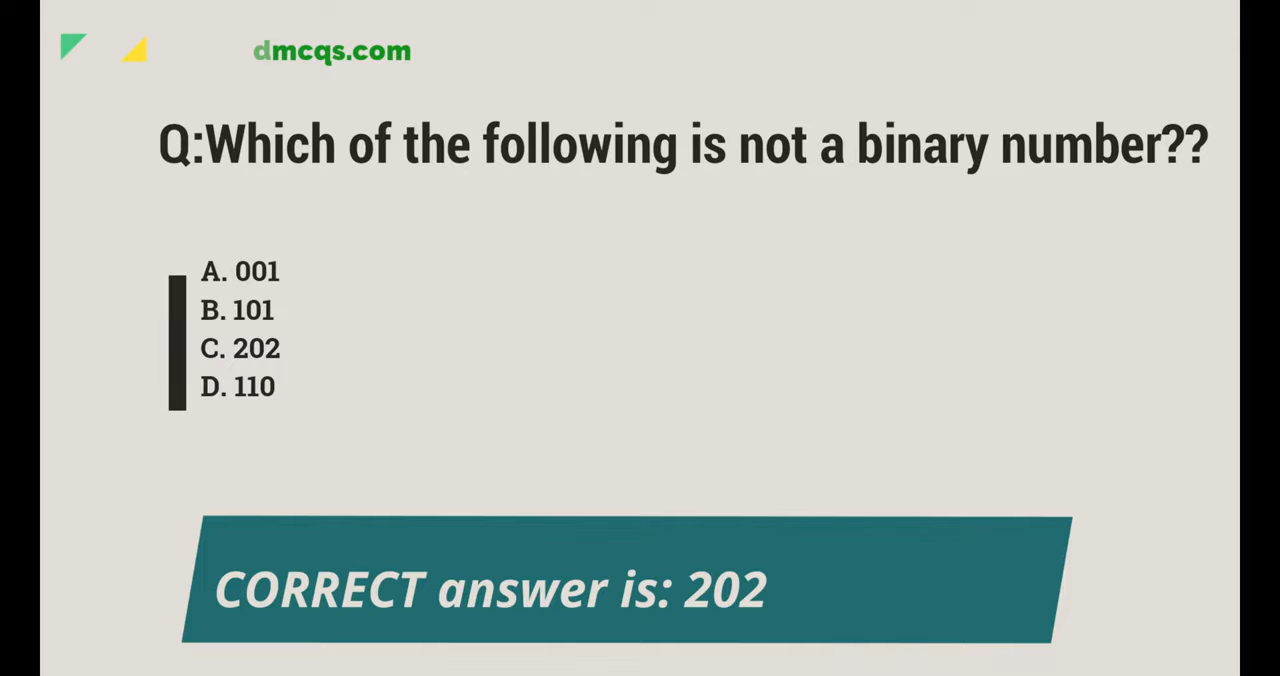 dmcqs.com
Q:Which of the following is not a binary number??
A. 001
B. 101
C. 202
D. 110
CORRECT answer is: 202